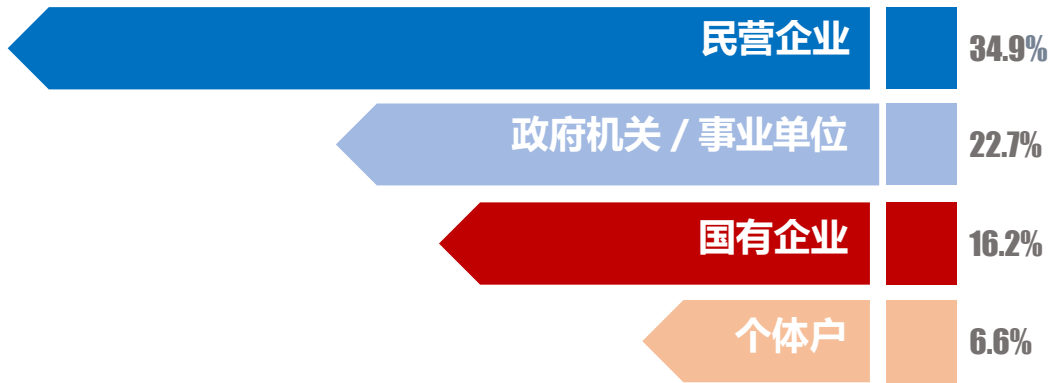 民营企业 34.9%
政府机关 / 事业单位 22.7%
国有企业 16.2%
个体户 6.6%